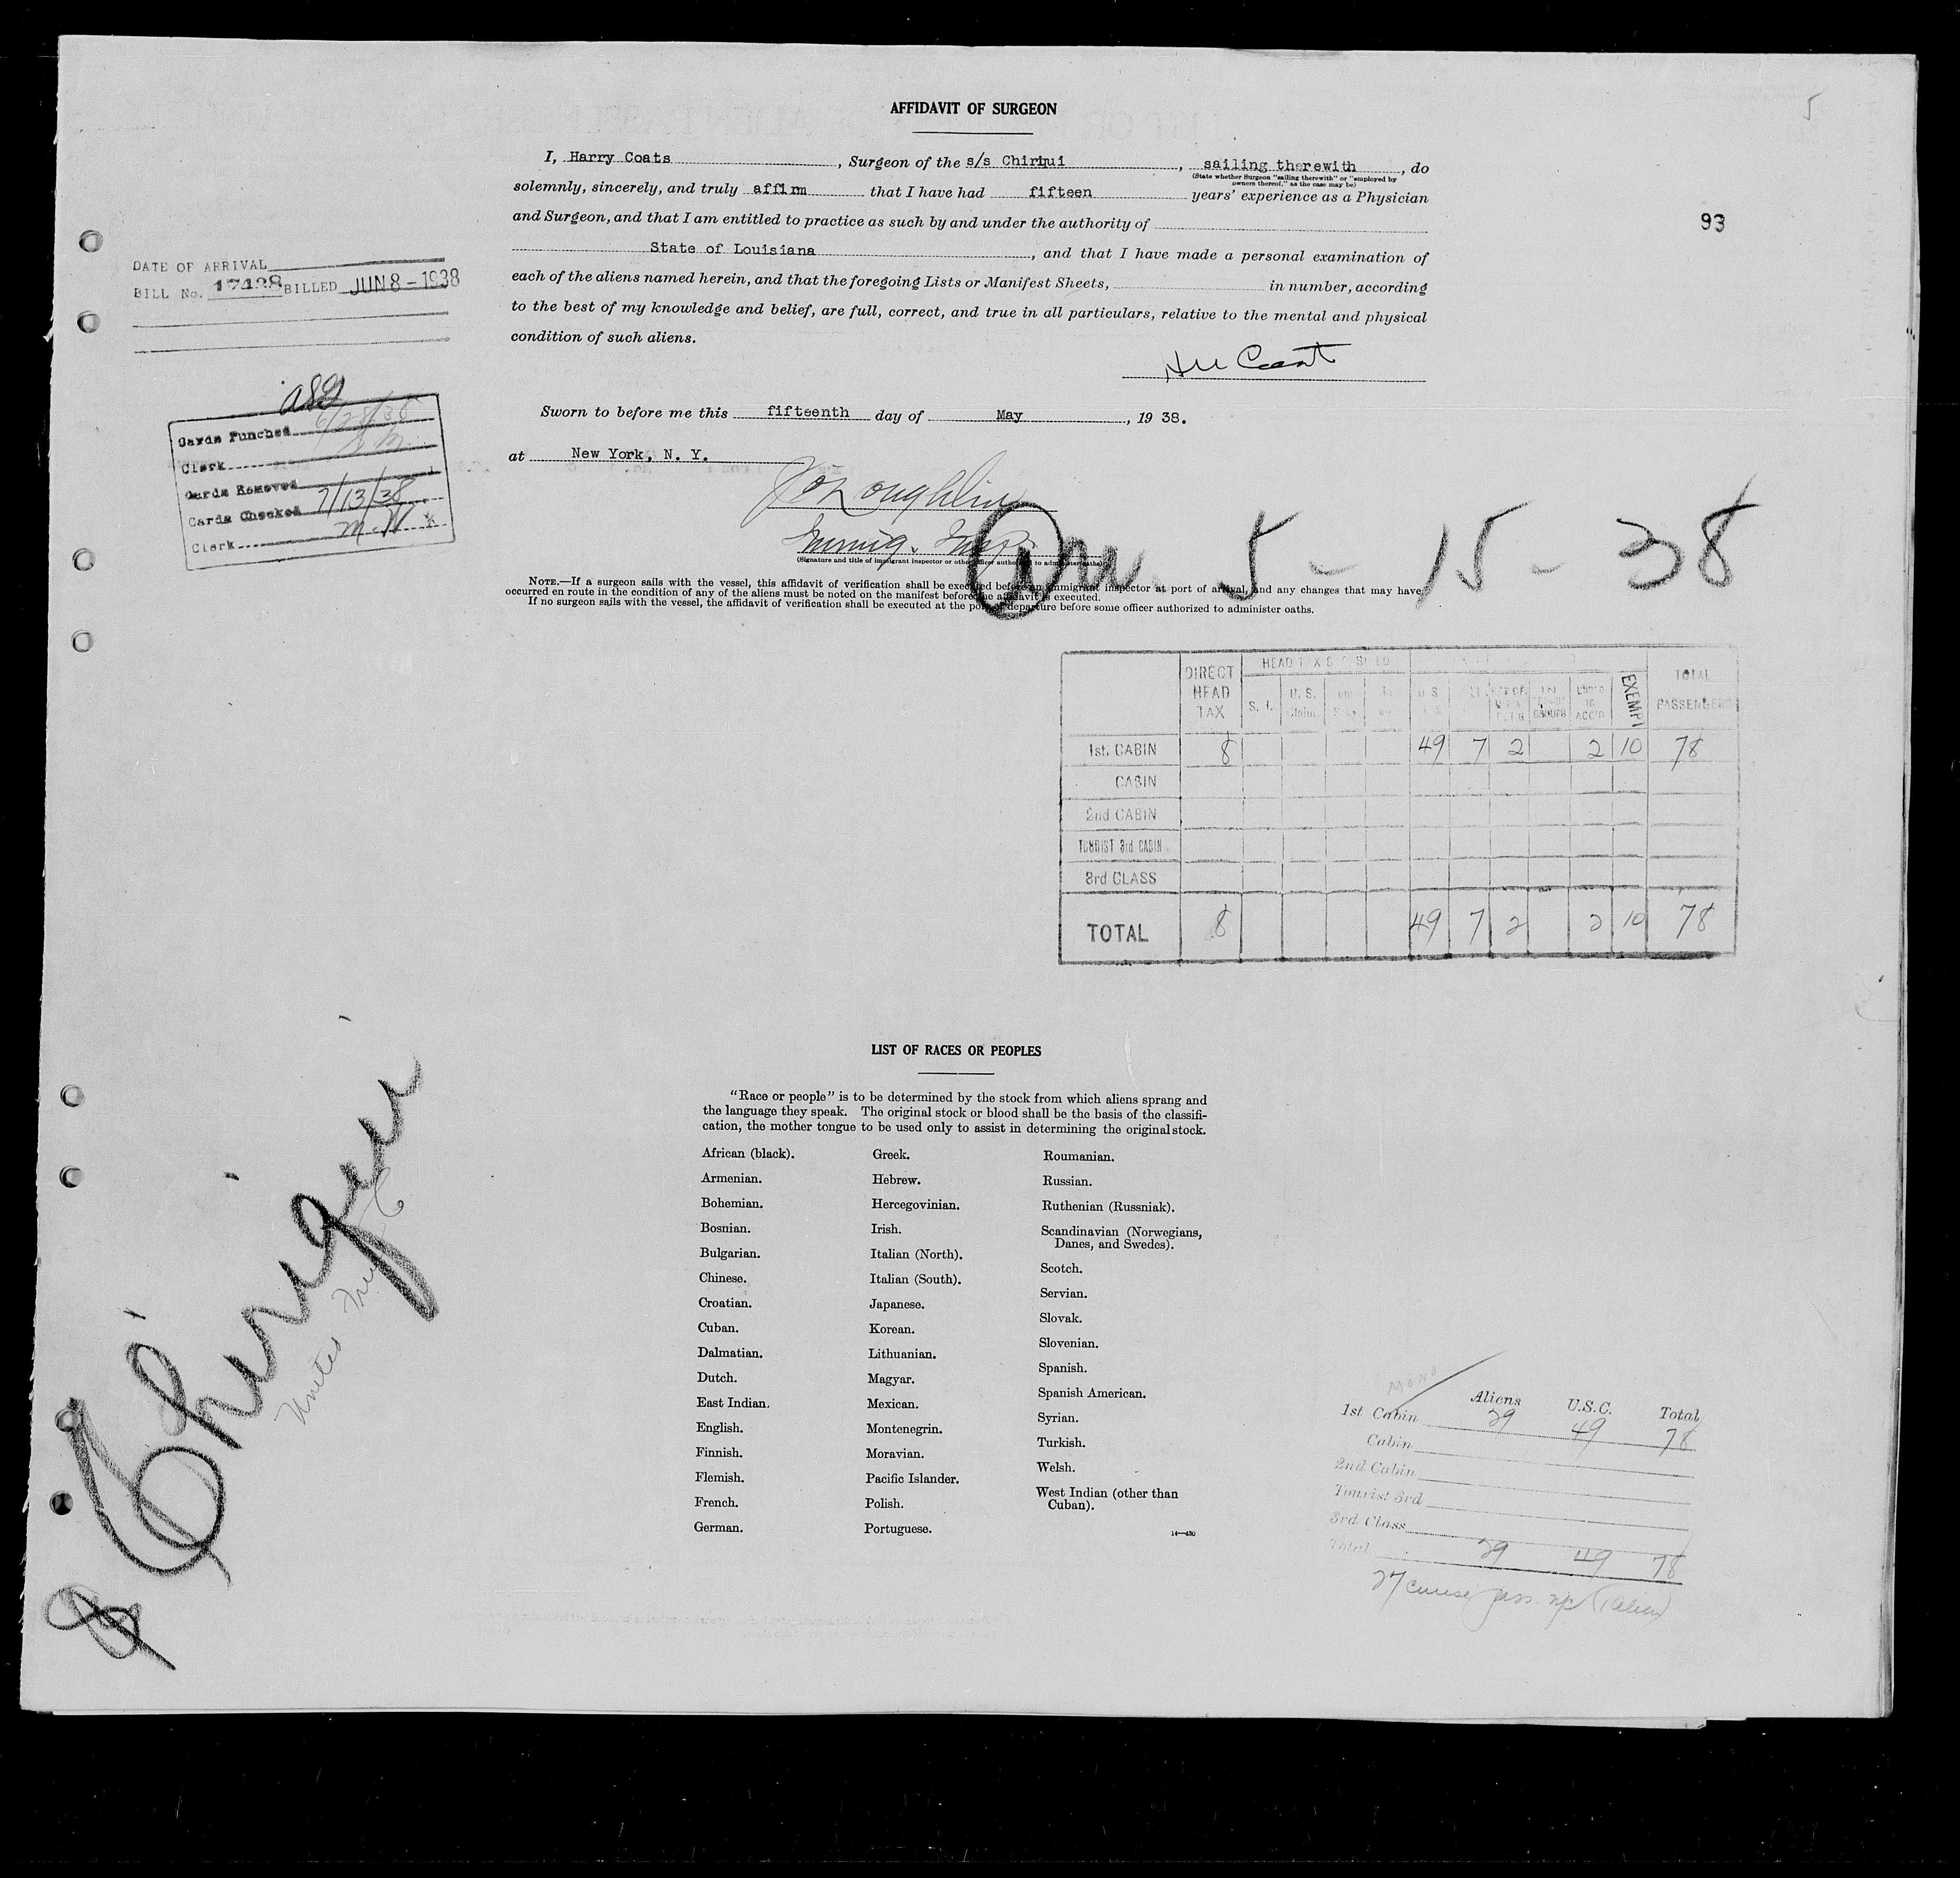 5
AFFIDAVIT OF SURGEON
I, Harry Coats, Surgeon of the s/s Chiriqui, sailing therewith, do
(State whether Surgeon "sailing therewith" or "employed by
owners thereof," as the case may be)
solemnly, sincerely, and truly affirm that I have had fifteen years' experience as a Physician
and Surgeon, and that I am entitled to practice as such by and under the authority of
State of Louisiana, and that I have made a personal examination of
each of the aliens named herein, and that the foregoing Lists or Manifest Sheets, in number, according
to the best of my knowledge and belief, are full, correct, and true in all particulars, relative to the mental and physical
condition of such aliens.
93
DATE OF ARRIVAL
BILL No. 17428 BILLED JUN 8 - 1938
Cards Punched 6/28/38
Clerk
Cards Removed
Cards Checked 7/13/38
Clerk M.W.
Sworn to before me this fifteenth day of May, 1938.
at New York, N. Y.
Immig. Insp.
(Signature and title of immigrant inspector or other officer authorized to administer oaths)
Arr 5 - 15 - 38
NOTE.—If a surgeon sails with the vessel, this affidavit of verification shall be executed before an immigrant inspector at port of arrival, and any changes that may have
occurred en route in the condition of any of the aliens must be noted on the manifest before the affidavit is executed.
If no surgeon sails with the vessel, the affidavit of verification shall be executed at the port of departure before some officer authorized to administer oaths.
DIRECT HEAD TAX S. I. U. S. Claim U S EXEMPT TOTAL PASSENGERS
1st. CABIN 8 49 7 2 2 10 78
CABIN
2nd CABIN
TOURIST 3rd CABIN
3rd CLASS
TOTAL 8 49 7 2 2 10 78
LIST OF RACES OR PEOPLES
"Race or people" is to be determined by the stock from which aliens sprang and
the language they speak. The original stock or blood shall be the basis of the classifi-
cation, the mother tongue to be used only to assist in determining the original stock.
African (black).
Armenian.
Bohemian.
Bosnian.
Bulgarian.
Chinese.
Croatian.
Cuban.
Dalmatian.
Dutch.
East Indian.
English.
Finnish.
Flemish.
French.
German.
Greek.
Hebrew.
Hercegovinian.
Irish.
Italian (North).
Italian (South).
Japanese.
Korean.
Lithuanian.
Magyar.
Mexican.
Montenegrin.
Moravian.
Pacific Islander.
Polish.
Portuguese.
Roumanian.
Russian.
Ruthenian (Russniak).
Scandinavian (Norwegians,
Danes, and Swedes).
Scotch.
Servian.
Slovak.
Slovenian.
Spanish.
Spanish American.
Syrian.
Turkish.
Welsh.
West Indian (other than
Cuban).
14—430
Chiriqui
United Fruit Co
Aliens U.S.C. Total
1st Cabin 29 49 78
Cabin
2nd Cabin
Tourist 3rd
3rd Class
Total 29 49 78
27 cruise pass.